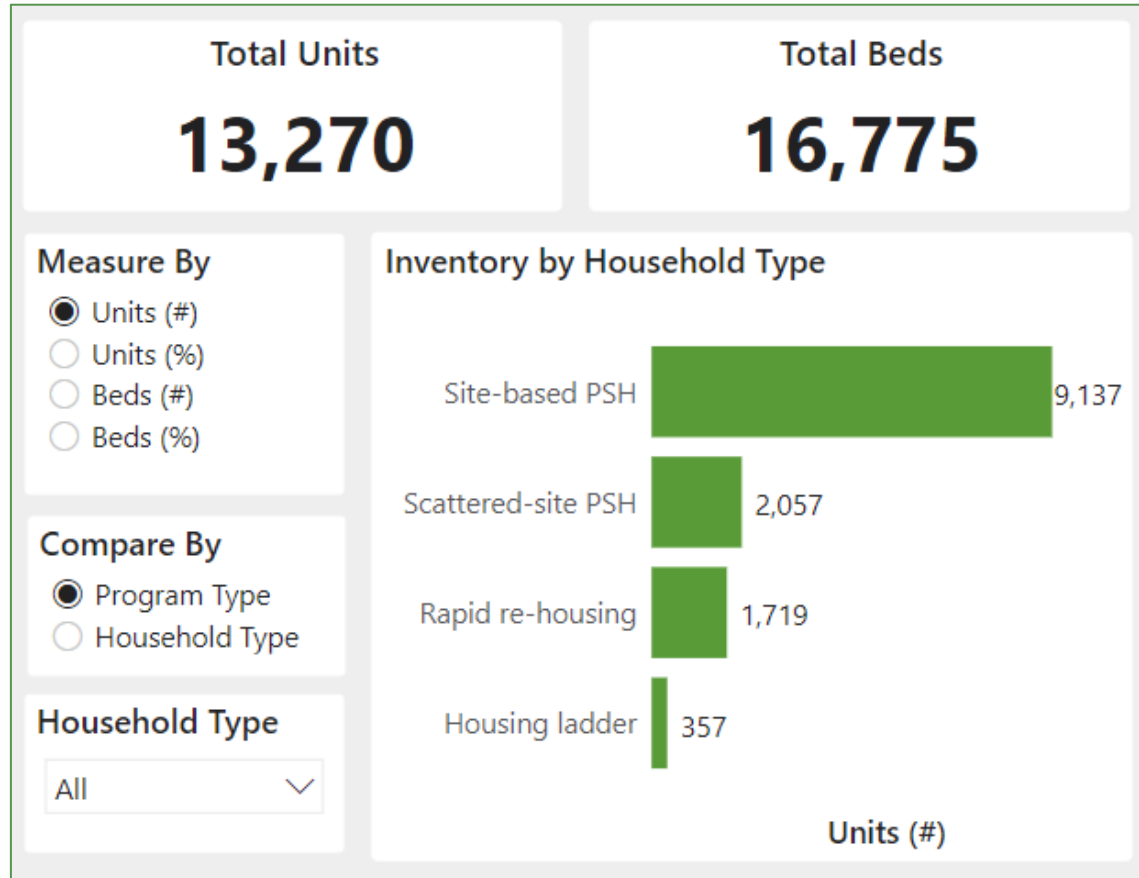 Total Units
13,270
Total Beds
16,775
Measure By
Units (#)
Units (%)
Beds (#)
Beds (%)
Compare By
Program Type
Household Type
Household Type
All
Inventory by Household Type
Site-based PSH 9,137
Scattered-site PSH 2,057
Rapid re-housing 1,719
Housing ladder 357
Units (#)